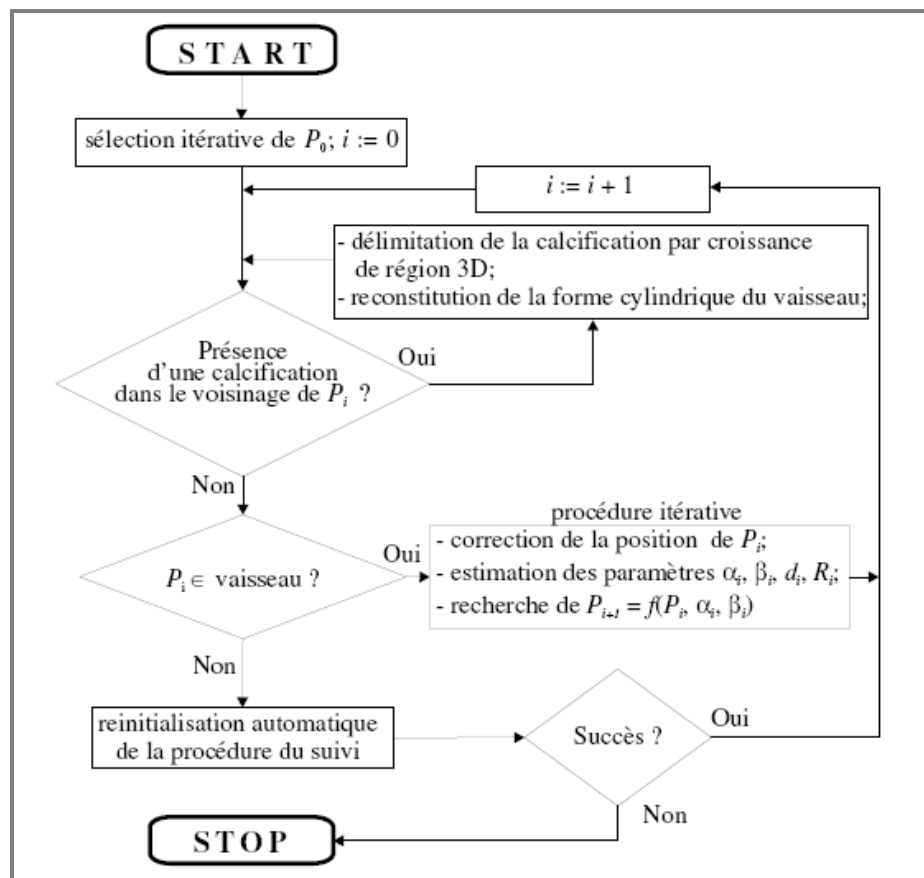 START
sélection itérative de P₀; i := 0
i := i + 1
- délimitation de la calcification par croissance
de région 3D;
- reconstitution de la forme cylindrique du vaisseau;
Présence
d'une calcification
dans le voisinage de Pᵢ ?
Oui
Non
procédure itérative
- correction de la position de Pᵢ;
- estimation des paramètres αᵢ, βᵢ, dᵢ, Rᵢ;
- recherche de Pᵢ₊₁ = f(Pᵢ, αᵢ, βᵢ)
Pᵢ ∈ vaisseau ?
Oui
Non
reinitialisation automatique
de la procédure du suivi
Succès ?
Oui
Non
STOP